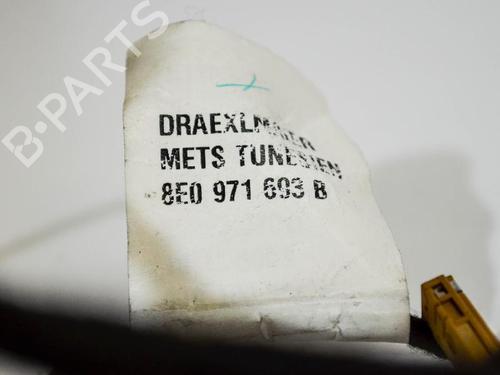 B-PARTS
DRAEXLMAIER
METS TUNESIEN
8E0 971 693 B